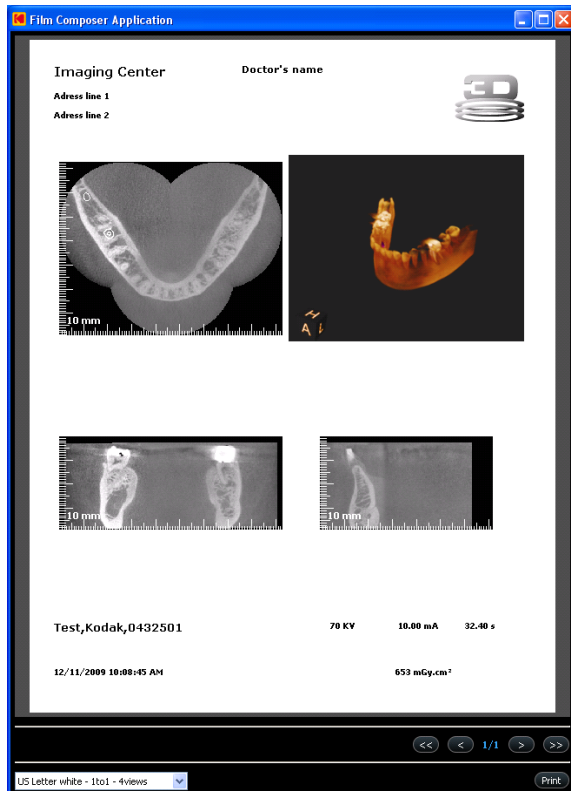 Film Composer Application
Imaging Center
Doctor's name
Adress line 1
Adress line 2
3D
10 mm
H
A
10 mm
10 mm
Test,Kodak,0432501
70 KV
10.00 mA
32.40 s
12/11/2009 10:08:45 AM
653 mGy.cm²
<< < 1/1 > >>
US Letter white - 1to1 - 4views
Print